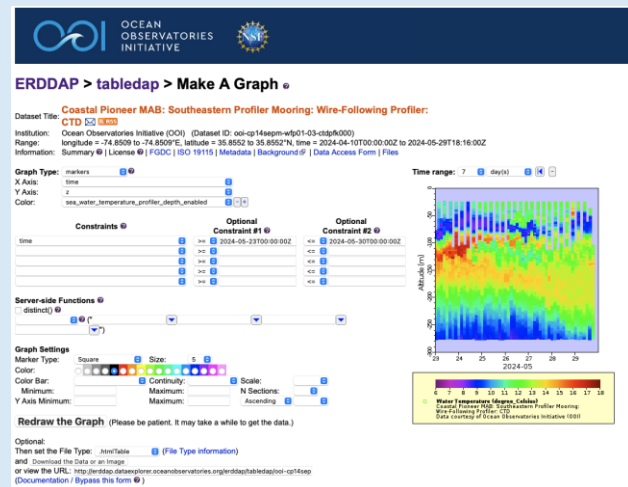 OCEAN
OBSERVATORIES
INITIATIVE
NSF
ERDDAP > tabledap > Make A Graph
Dataset Title: Coastal Pioneer MAB: Southeastern Profiler Mooring: Wire-Following Profiler:
CTD RSS
Institution: Ocean Observatories Initiative (OOI) (Dataset ID: ooi-cp14sepm-wfp01-03-ctdpfk000)
Range: longitude = -74.8509 to -74.8509°E, latitude = 35.8552 to 35.8552°N, time = 2024-04-10T00:00:00Z to 2024-05-29T18:16:00Z
Information: Summary | License | FGDC | ISO 19115 | Metadata | Background | Data Access Form | Files
Graph Type: markers
X Axis: time
Y Axis: z
Color: sea_water_temperature_profiler_depth_enabled
Constraints Optional Constraint #1 Optional Constraint #2
time >= 2024-05-23T00:00:00Z <= 2024-05-30T00:00:00Z
>= <=
>= <=
>= <=
>= <=
Server-side Functions
distinct()
("
")
Graph Settings
Marker Type: Square Size: 5
Color:
Color Bar: Continuity: Scale:
Minimum: Maximum: N Sections:
Y Axis Minimum: Maximum: Ascending
Redraw the Graph (Please be patient. It may take a while to get the data.)
Optional:
Then set the File Type: .htmlTable (File Type information)
and Download the Data or an Image
or view the URL: http://erddap.dataexplorer.oceanobservatories.org/erddap/tabledap/ooi-cp14sep
(Documentation / Bypass this form)
Time range: 7 day(s)
Altitude (m)
0
-50
-100
-150
-200
-250
-300
23 24 25 26 27 28 29
2024-05
6 7 8 9 10 11 12 13 14 15 16 17 18
Water Temperature (degree_Celsius)
Coastal Pioneer MAB: Southeastern Profiler Mooring:
Wire-Following Profiler: CTD
Data courtesy of Ocean Observatories Initiative (OOI)